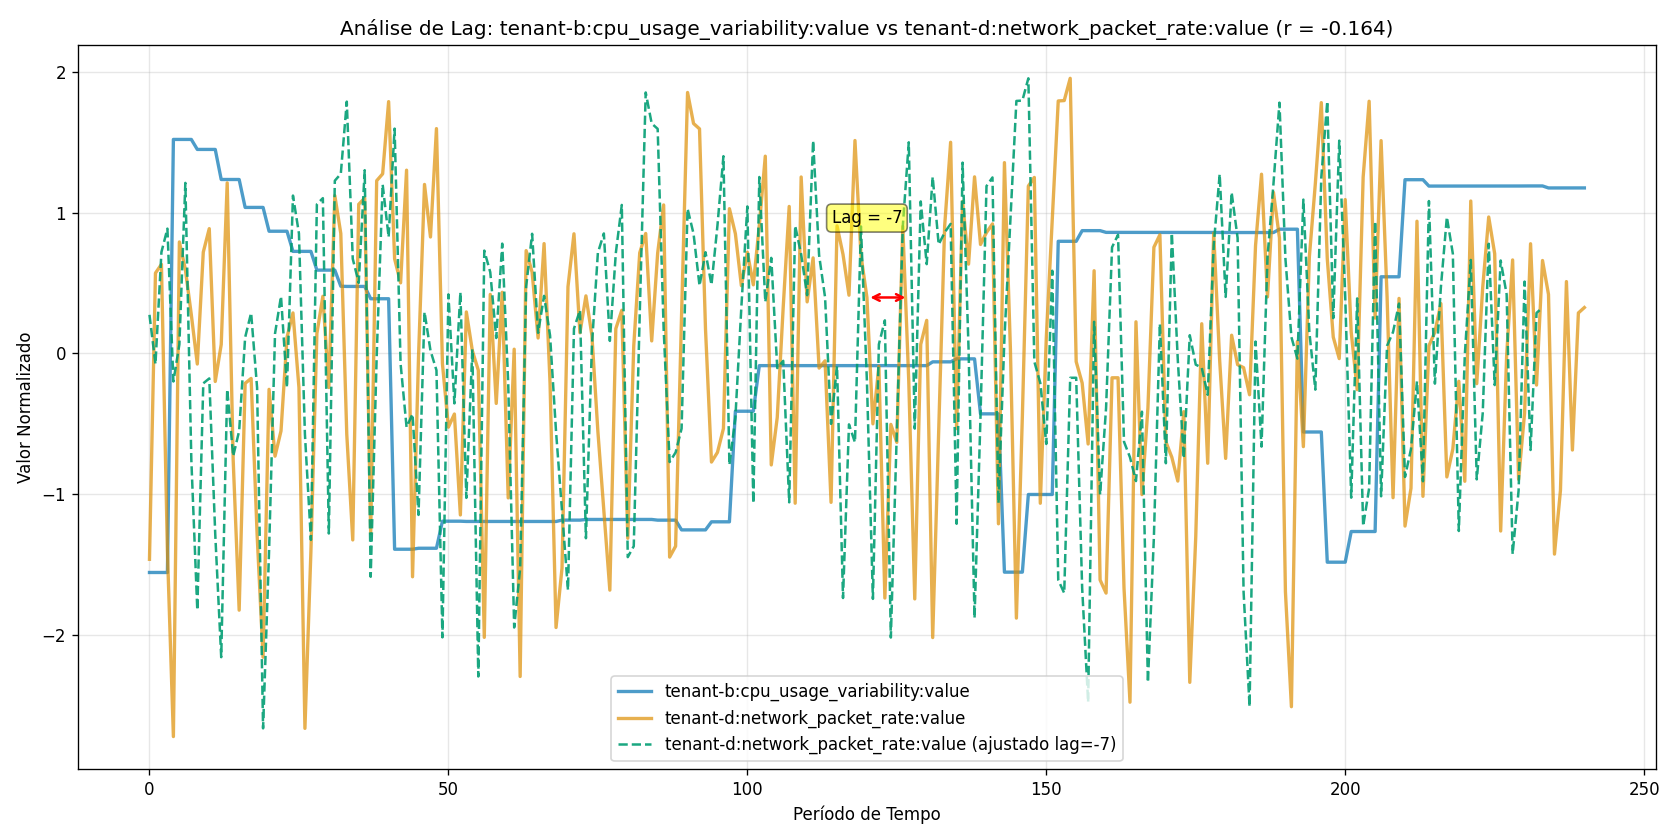 Análise de Lag: tenant-b:cpu_usage_variability:value vs tenant-d:network_packet_rate:value (r = -0.164)
Valor Normalizado
2
1
0
−1
−2
Lag = -7
tenant-b:cpu_usage_variability:value
tenant-d:network_packet_rate:value
tenant-d:network_packet_rate:value (ajustado lag=-7)
0
50
100
150
200
250
Período de Tempo